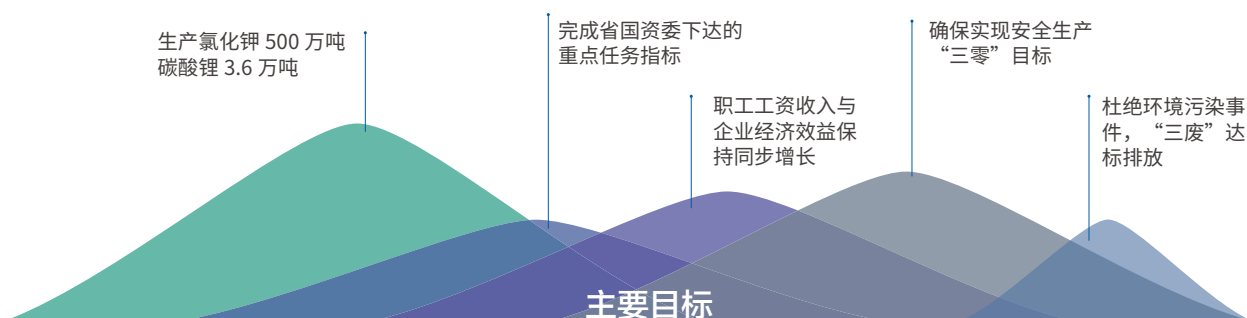 生产氯化钾 500 万吨
碳酸锂 3.6 万吨
完成省国资委下达的
重点任务指标
职工工资收入与
企业经济效益保
持同步增长
确保实现安全生产
“三零”目标
杜绝环境污染事
件，“三废”达
标排放
主要目标